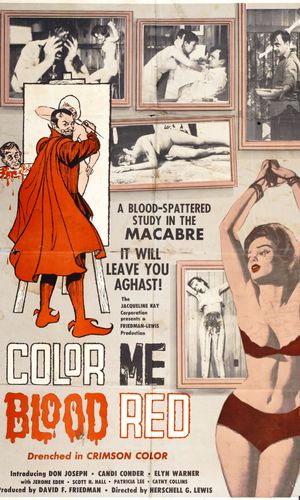 A BLOOD-SPATTERED
STUDY IN THE
MACABRE
IT WILL
LEAVE YOU
AGHAST!
The
JACQUELINE KAY
Corporation
presents a
FRIEDMAN-LEWIS
Production
COLOR ME
BLOOD RED
Drenched in CRIMSON COLOR
Introducing DON JOSEPH • CANDI CONDER • ELYN WARNER
with JEROME EDEN • SCOTT H. HALL • PATRICIA LEE • CATHY COLLINS
Produced by DAVID F. FRIEDMAN • Directed by HERSCHELL G. LEWIS